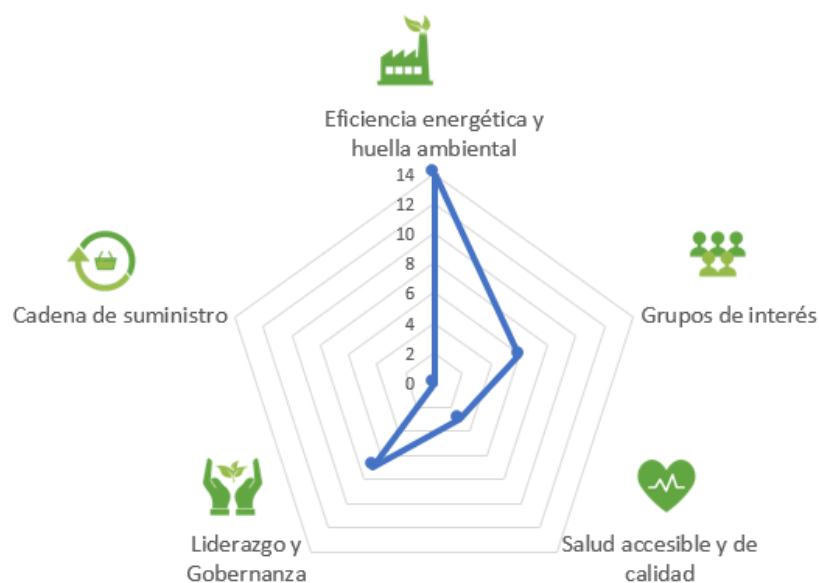 Eficiencia energética y
huella ambiental
14
12
10
8
6
4
2
0
Cadena de suministro
Grupos de interés
Liderazgo y
Gobernanza
Salud accesible y de
calidad